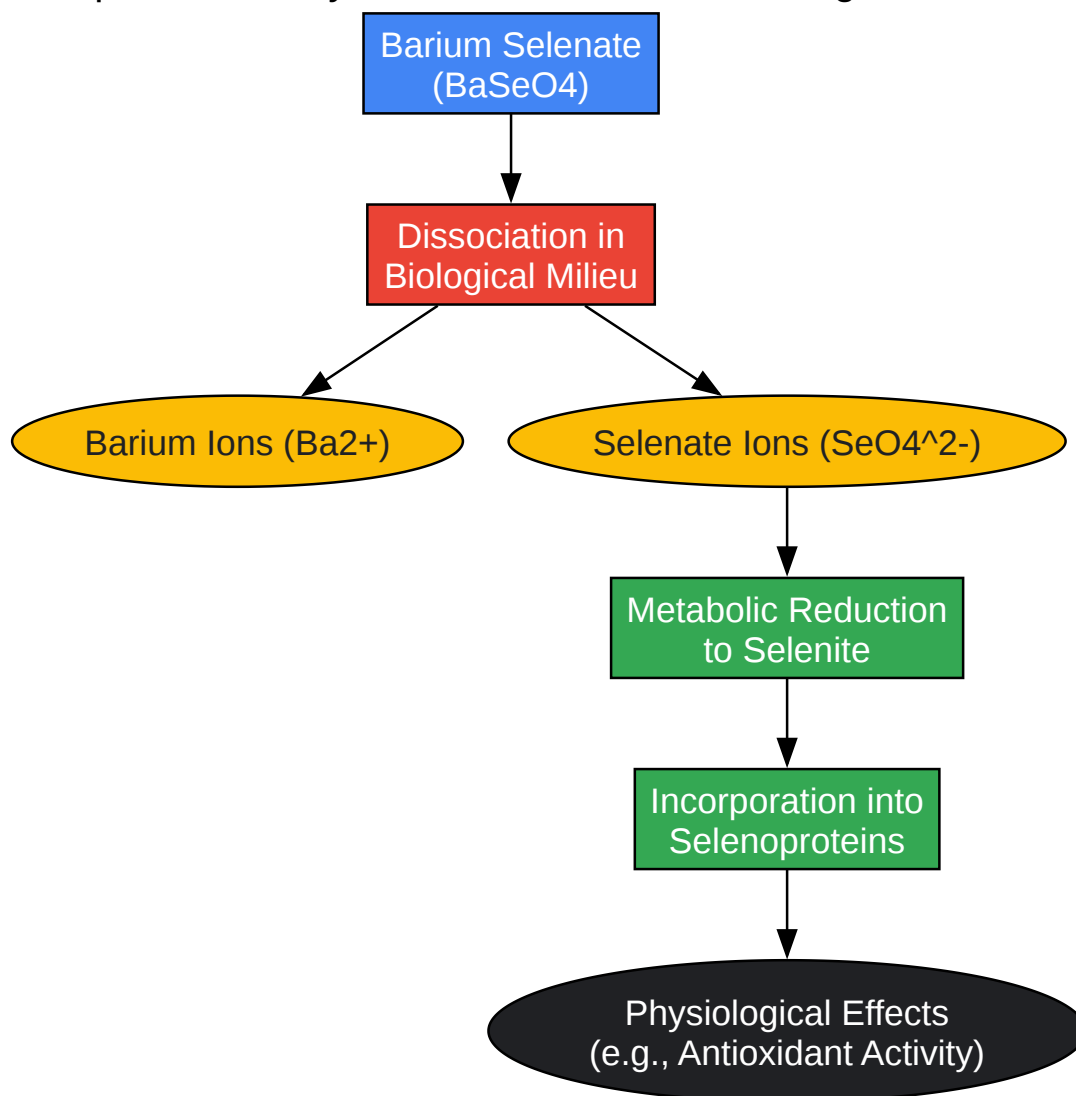 Barium Selenate
(BaSeO4)
Dissociation in
Biological Milieu
Barium Ions (Ba2+)
Selenate Ions (SeO4^2-)
Metabolic Reduction
to Selenite
Incorporation into
Selenoproteins
Physiological Effects
(e.g., Antioxidant Activity)